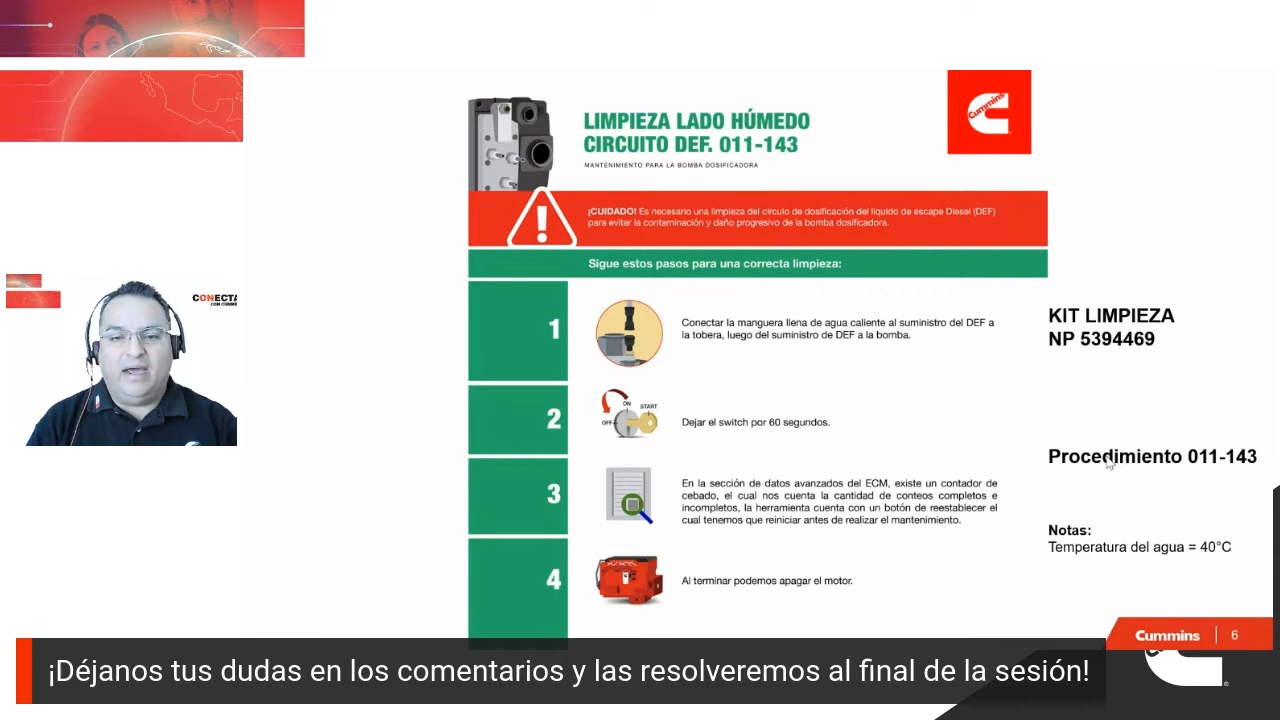 LIMPIEZA LADO HÚMEDO
CIRCUITO DEF. 011-143
MANTENIMIENTO PARA LA BOMBA DOSIFICADORA
Cummins
¡CUIDADO! Es necesario una limpieza del circulo de dosificación del líquido de escape Diesel (DEF)
para evitar la contaminación y daño progresivo de la bomba dosificadora.
Sigue estos pasos para una correcta limpieza:
1
Conectar la manguera llena de agua caliente al suministro del DEF a
la tobera, luego del suministro de DEF a la bomba.
KIT LIMPIEZA
NP 5394469
CONECTA
CON CUMMI
2
OFF
ON
START
Dejar el switch por 60 segundos.
Procedimiento 011-143
3
En la sección de datos avanzados del ECM, existe un contador de
cebado, el cual nos cuenta la cantidad de conteos completos e
incompletos, la herramienta cuenta con un botón de reestablecer el
cual tenemos que reiniciar antes de realizar el mantenimiento.
Notas:
Temperatura del agua = 40°C
4
Al terminar podemos apagar el motor.
Cummins | 6
¡Déjanos tus dudas en los comentarios y las resolveremos al final de la sesión!